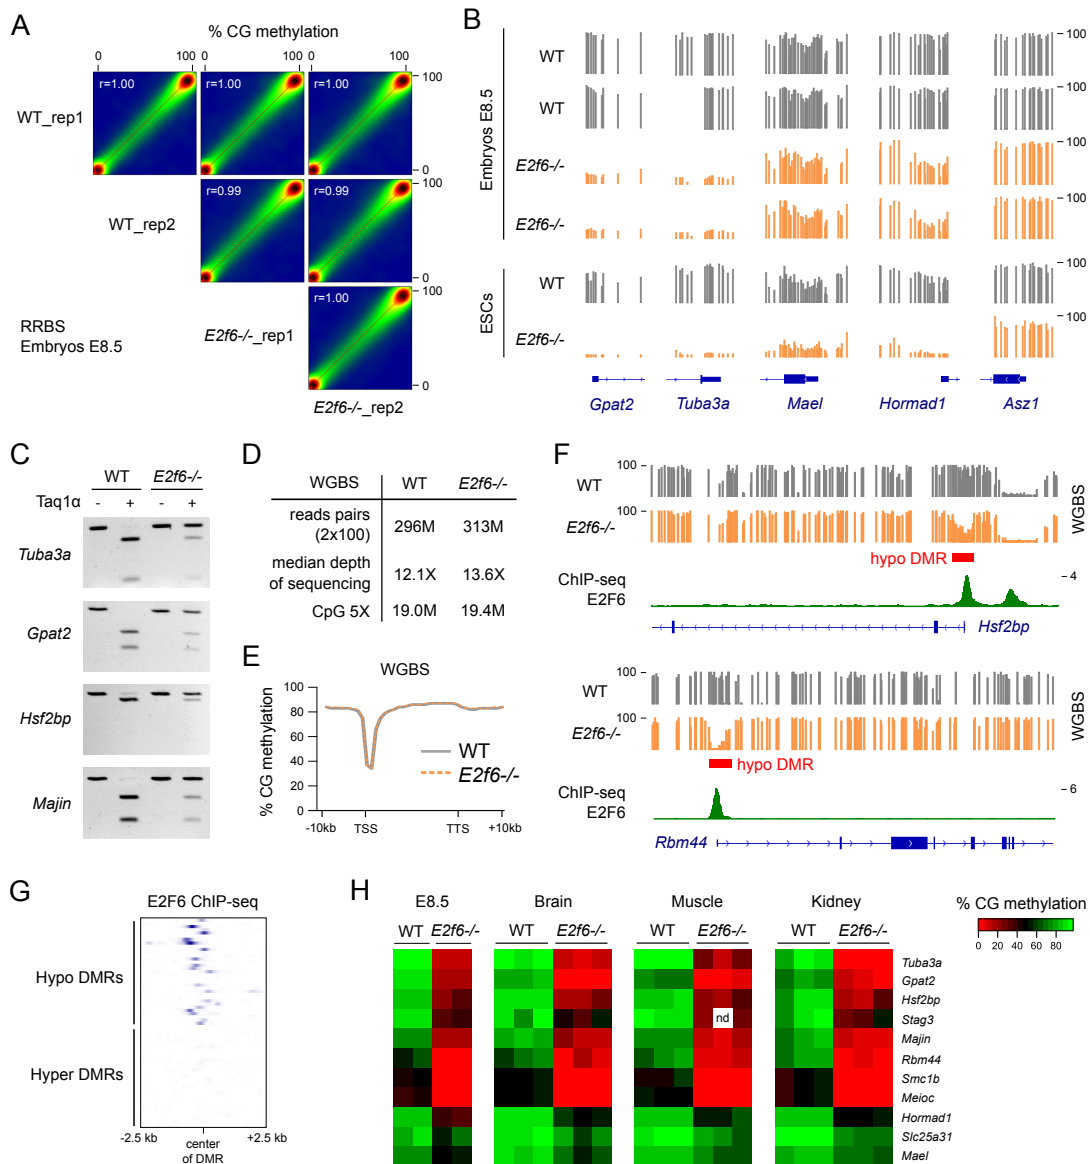 A
% CG methylation
0 100 0 100 0 100
WT_rep1
r=1.00 r=1.00 r=1.00
100
0
WT_rep2
r=0.99 r=0.99
100
0
E2f6-/-_rep1
r=1.00
100
0
RRBS
Embryos E8.5
E2f6-/-_rep2
B
Embryos E8.5
WT
100
WT
100
E2f6-/-
100
E2f6-/-
100
ESCs
WT
100
E2f6-/-
100
Gpat2 Tuba3a Mael Hormad1 Asz1
C
WT E2f6-/-
Taq1α - + - +
Tuba3a
Gpat2
Hsf2bp
Majin
D
WGBS WT E2f6-/-
reads pairs
(2x100) 296M 313M
median depth
of sequencing 12.1X 13.6X
CpG 5X 19.0M 19.4M
E
WGBS
% CG methylation
100
80
60
40
20
0
WT
E2f6-/-
-10kb TSS TTS +10kb
F
WT
100
E2f6-/-
100
WGBS
hypo DMR
ChIP-seq
E2F6
4
Hsf2bp
WT
100
E2f6-/-
100
WGBS
hypo DMR
ChIP-seq
E2F6
6
Rbm44
G
E2F6 ChIP-seq
Hypo DMRs
Hyper DMRs
-2.5 kb center +2.5 kb
of DMR
H
E8.5 Brain Muscle Kidney
WT E2f6-/- WT E2f6-/- WT E2f6-/- WT E2f6-/-
% CG methylation
0 20 40 60 80
Tuba3a
Gpat2
Hsf2bp
nd
Stag3
Majin
Rbm44
Smc1b
Meioc
Hormad1
Slc25a31
Mael